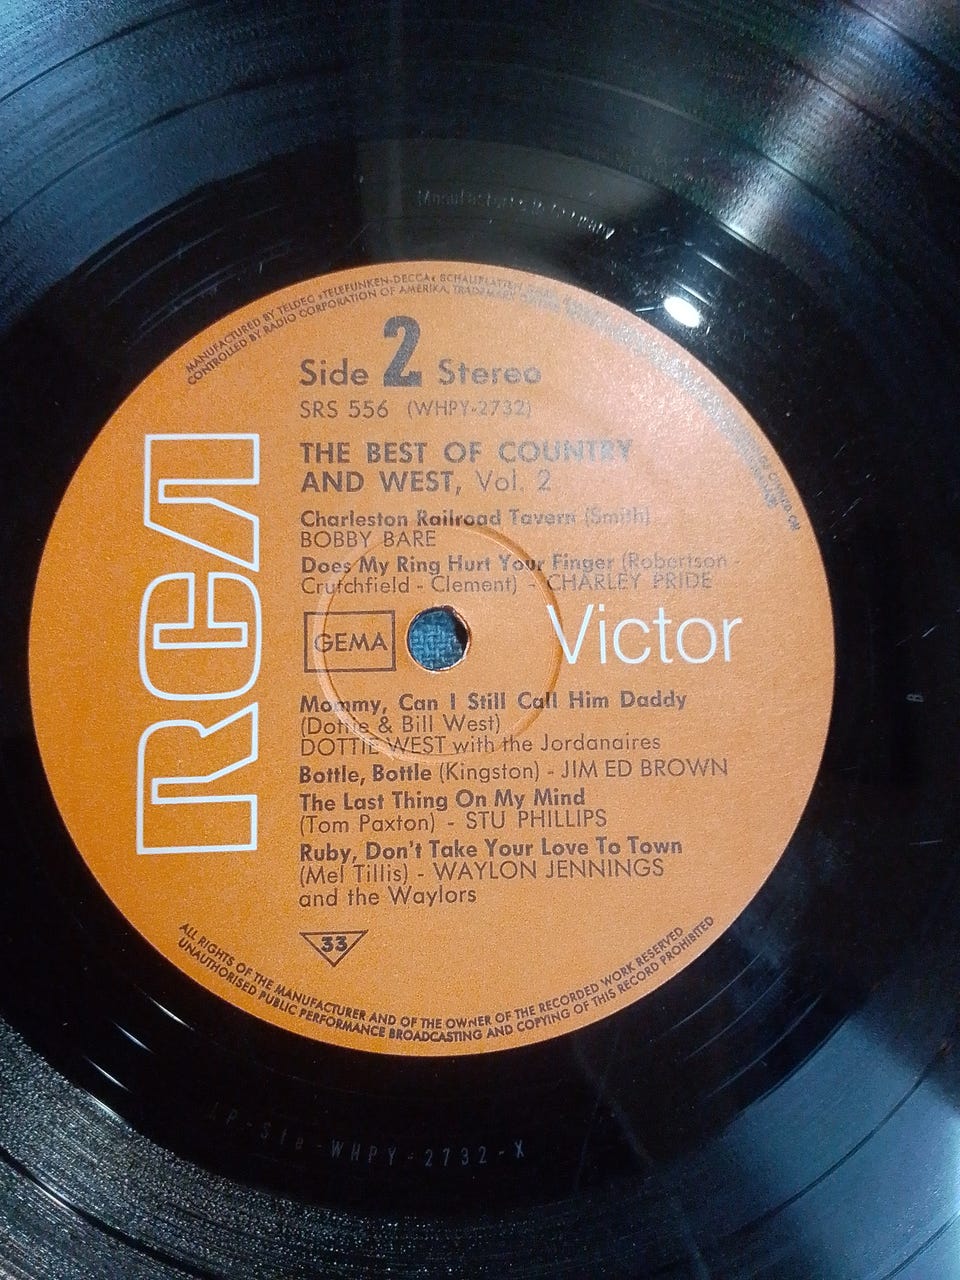 Manufactured in Germany
MANUFACTURED BY TELDEC »TELEFUNKEN-DECCA« SCHALLPLATTEN
CONTROLLED BY RADIO CORPORATION OF AMERIKA, TRADEMARK
Side 2 Stereo
SRS 556 (WHPY-2732)
THE BEST OF COUNTRY
AND WEST, Vol. 2
Charleston Railroad Tavern (Smith)
BOBBY BARE
Does My Ring Hurt Your Finger (Robertson -
Crutchfield - Clement) - CHARLEY PRIDE
RCA
GEMA
Victor
Mommy, Can I Still Call Him Daddy
(Dottie & Bill West)
DOTTIE WEST with the Jordanaires
Bottle, Bottle (Kingston) - JIM ED BROWN
The Last Thing On My Mind
(Tom Paxton) - STU PHILLIPS
Ruby, Don't Take Your Love To Town
(Mel Tillis) - WAYLON JENNINGS
and the Waylors
33
ALL RIGHTS OF THE MANUFACTURER AND OF THE OWNER OF THE RECORDED WORK RESERVED
UNAUTHORISED PUBLIC PERFORMANCE BROADCASTING AND COPYING OF THIS RECORD PROHIBITED
WHPY-2732-X